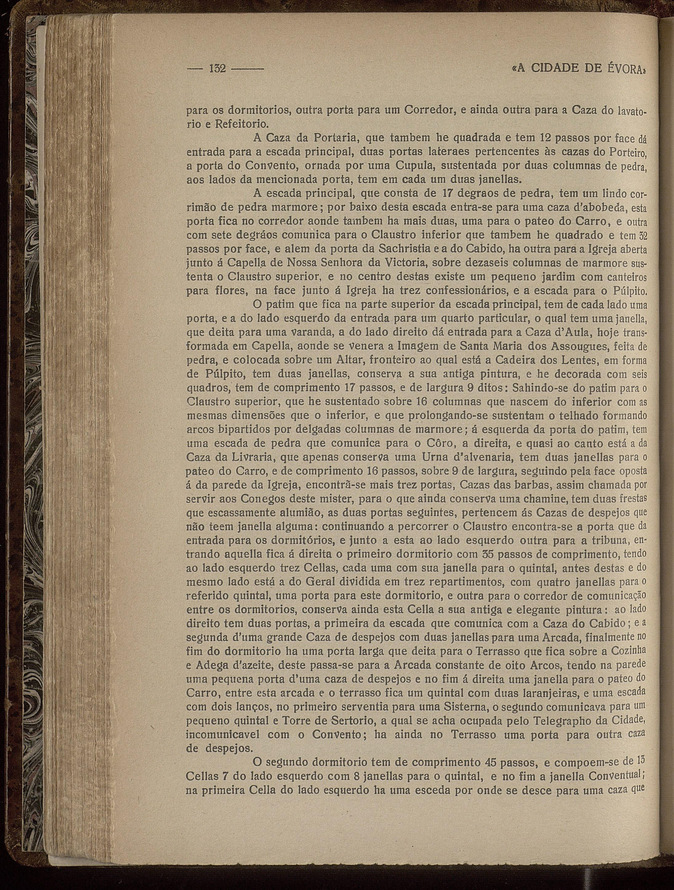 — 132 —— «A CIDADE DE ÉVORA»
para os dormitorios, outra porta para um Corredor, e ainda outra para a Caza do lavato-
rio e Refeitorio.
A Caza da Portaria, que tambem he quadrada e tem 12 passos por face dá
entrada para a escada principal, duas portas lateraes pertencentes às cazas do Porteiro,
a porta do Convento, ornada por uma Cupula, sustentada por duas columnas de pedra,
aos lados da mencionada porta, tem em cada um duas janellas.
A escada principal, que consta de 17 degraos de pedra, tem um lindo cor-
rimão de pedra marmore; por baixo desta escada entra-se para uma caza d'abobeda, esta
porta fica no corredor aonde tambem ha mais duas, uma para o pateo do Carro, e outra
com sete degráos comunica para o Claustro inferior que tambem he quadrado e tem 32
passos por face, e alem da porta da Sachristia e a do Cabido, ha outra para a Igreja aberta
junto á Capella de Nossa Senhora da Victoria, sobre dezaseis columnas de marmore sus-
tenta o Claustro superior, e no centro destas existe um pequeno jardim com canteiros
para flores, na face junto á Igreja ha trez confessionários, e a escada para o Púlpito.
O patim que fica na parte superior da escada principal, tem de cada lado uma
porta, e a do lado esquerdo da entrada para um quarto particular, o qual tem uma janella,
que deita para uma varanda, a do lado direito dá entrada para a Caza d'Aula, hoje trans-
formada em Capella, aonde se venera a Imagem de Santa Maria dos Assougues, feita de
pedra, e colocada sobre um Altar, fronteiro ao qual está a Cadeira dos Lentes, em forma
de Púlpito, tem duas janellas, conserva a sua antiga pintura, e he decorada com seis
quadros, tem de comprimento 17 passos, e de largura 9 ditos: Sahindo-se do patim para o
Claustro superior, que he sustentado sobre 16 columnas que nascem do inferior com as
mesmas dimensões que o inferior, e que prolongando-se sustentam o telhado formando
arcos bipartidos por delgadas columnas de marmore; á esquerda da porta do patim, tem
uma escada de pedra que comunica para o Côro, a direita, e quasi ao canto está a da
Caza da Livraria, que apenas conserva uma Urna d'alvenaria, tem duas janellas para o
pateo do Carro, e de comprimento 16 passos, sobre 9 de largura, seguindo pela face oposta
á da parede da Igreja, encontrà-se mais trez portas, Cazas das barbas, assim chamada por
servir aos Conegos deste mister, para o que ainda conserva uma chamine, tem duas frestas
que escassamente alumião, as duas portas seguintes, pertencem ás Cazas de despejos que
não teem janella alguma: continuando a percorrer o Claustro encontra-se a porta que da
entrada para os dormitórios, e junto a esta ao lado esquerdo outra para a tribuna, en-
trando aquella fica á direita o primeiro dormitorio com 35 passos de comprimento, tendo
ao lado esquerdo trez Cellas, cada uma com sua janella para o quintal, antes destas e do
mesmo lado está a do Geral dividida em trez repartimentos, com quatro janellas para o
referido quintal, uma porta para este dormitorio, e outra para o corredor de comunicação
entre os dormitorios, conserva ainda esta Cella a sua antiga e elegante pintura: ao lado
direito tem duas portas, a primeira da escada que comunica com a Caza do Cabido; e a
segunda d'uma grande Caza de despejos com duas janellas para uma Arcada, finalmente no
fim do dormitorio ha uma porta larga que deita para o Terrasso que fica sobre a Cozinha
e Adega d'azeite, deste passa-se para a Arcada constante de oito Arcos, tendo na parede
uma pequena porta d'uma caza de despejos e no fim á direita uma janella para o pateo do
Carro, entre esta arcada e o terrasso fica um quintal com duas laranjeiras, e uma escada
com dois lanços, no primeiro serventia para uma Sisterna, o segundo comunicava para um
pequeno quintal e Torre de Sertorio, a qual se acha ocupada pelo Telegrapho da Cidade,
incomunicavel com o Convento; ha ainda no Terrasso uma porta para outra caza
de despejos.
O segundo dormitorio tem de comprimento 45 passos, e compoem-se de 13
Cellas 7 do lado esquerdo com 8 janellas para o quintal, e no fim a janella Conventual;
na primeira Cella do lado esquerdo ha uma esceda por onde se desce para uma caza que